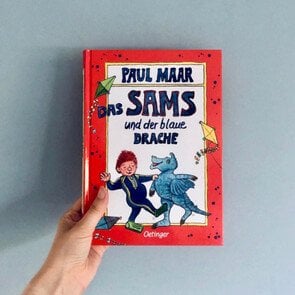 PAUL MAAR
DAS SAMS
und der blaue
DRACHE
Oetinger